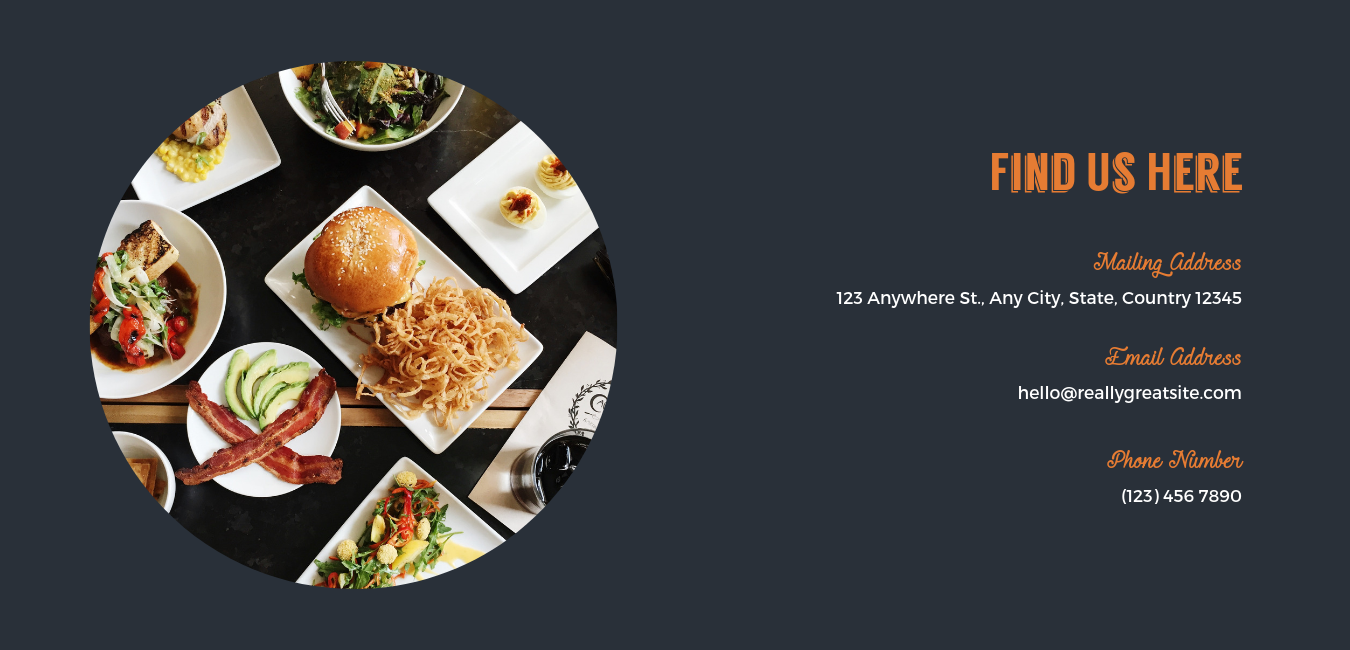 FIND US HERE
Mailing Address
123 Anywhere St., Any City, State, Country 12345
Email Address
hello@reallygreatsite.com
Phone Number
(123) 456 7890